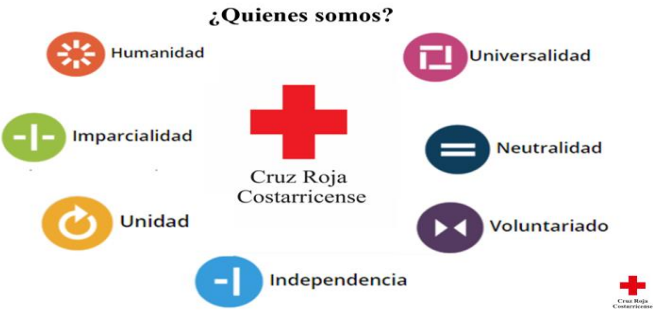 ¿Quienes somos?
Humanidad
Universalidad
Imparcialidad
Neutralidad
Cruz Roja
Costarricense
Unidad
Voluntariado
Independencia
Cruz Roja
Costarricense